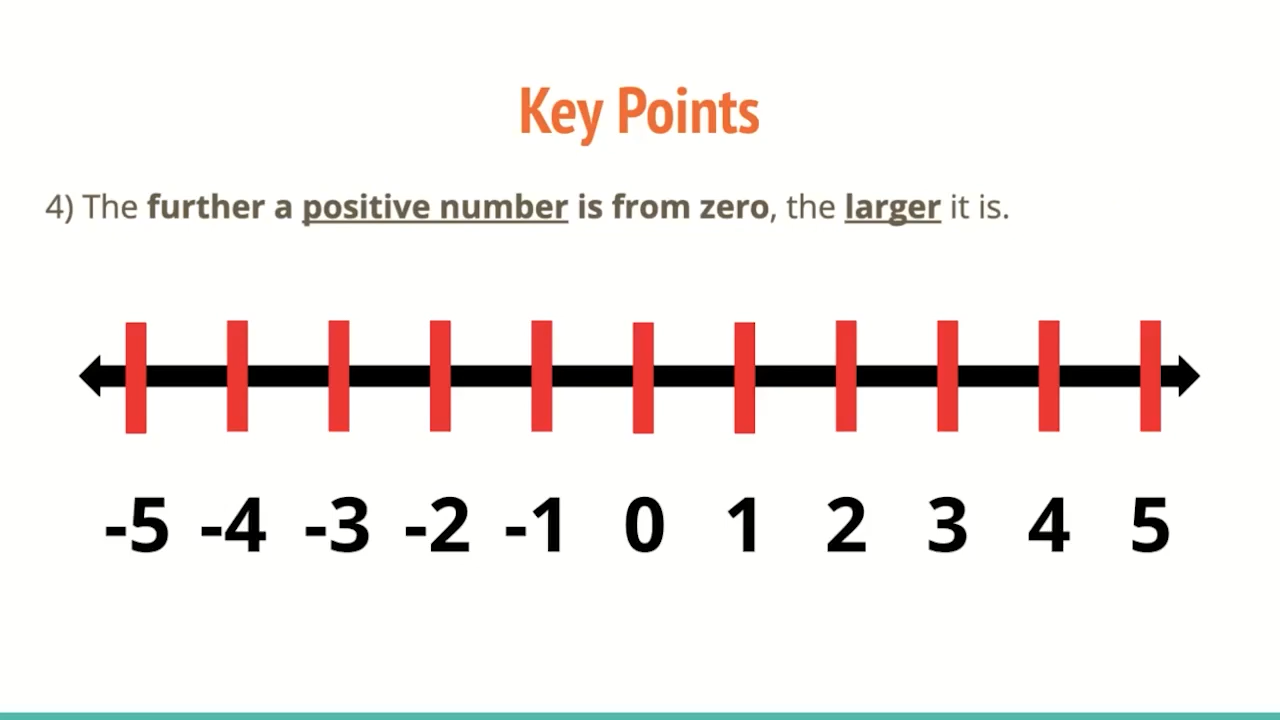 Key Points
4) The further a positive number is from zero, the larger it is.
-5 -4 -3 -2 -1 0 1 2 3 4 5